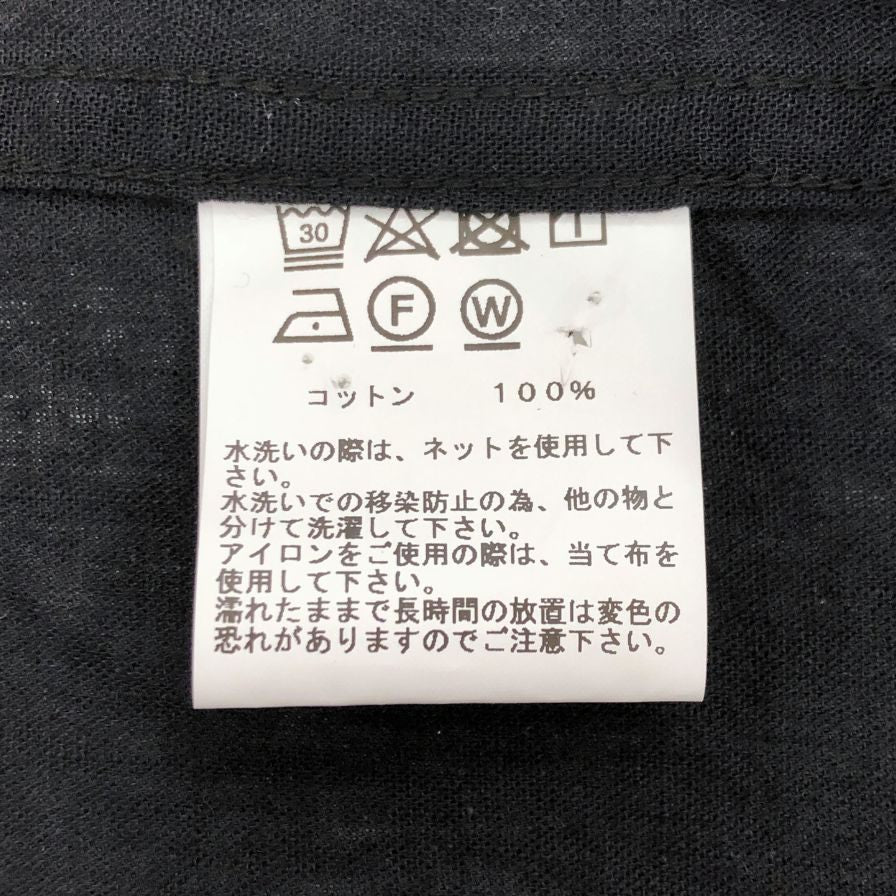 30
F W
コットン 100%
水洗いの際は、ネットを使用して下
さい。
水洗いでの移染防止の為、他の物と
分けて洗濯して下さい。
アイロンをご使用の際は、当て布を
使用して下さい。
濡れたままで長時間の放置は変色の
恐れがありますのでご注意下さい。